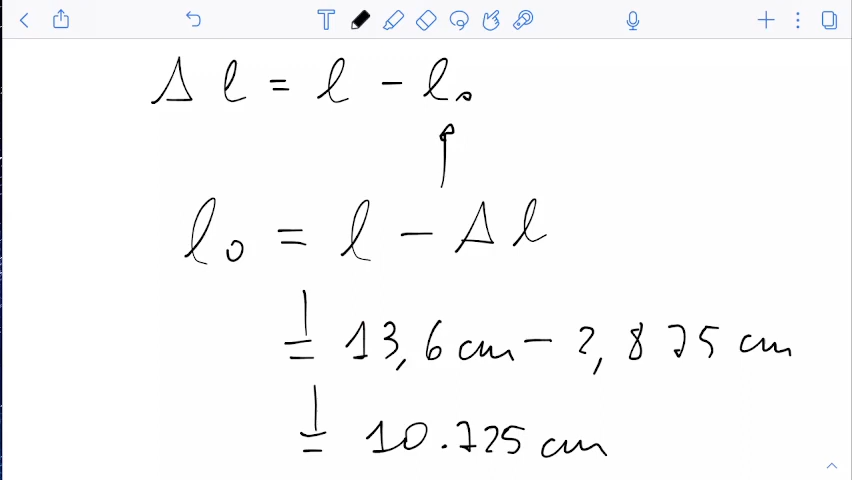 Δl = l - l₀
l₀ = l - Δl
= 13,6 cm - 2,875 cm
= 10.725 cm